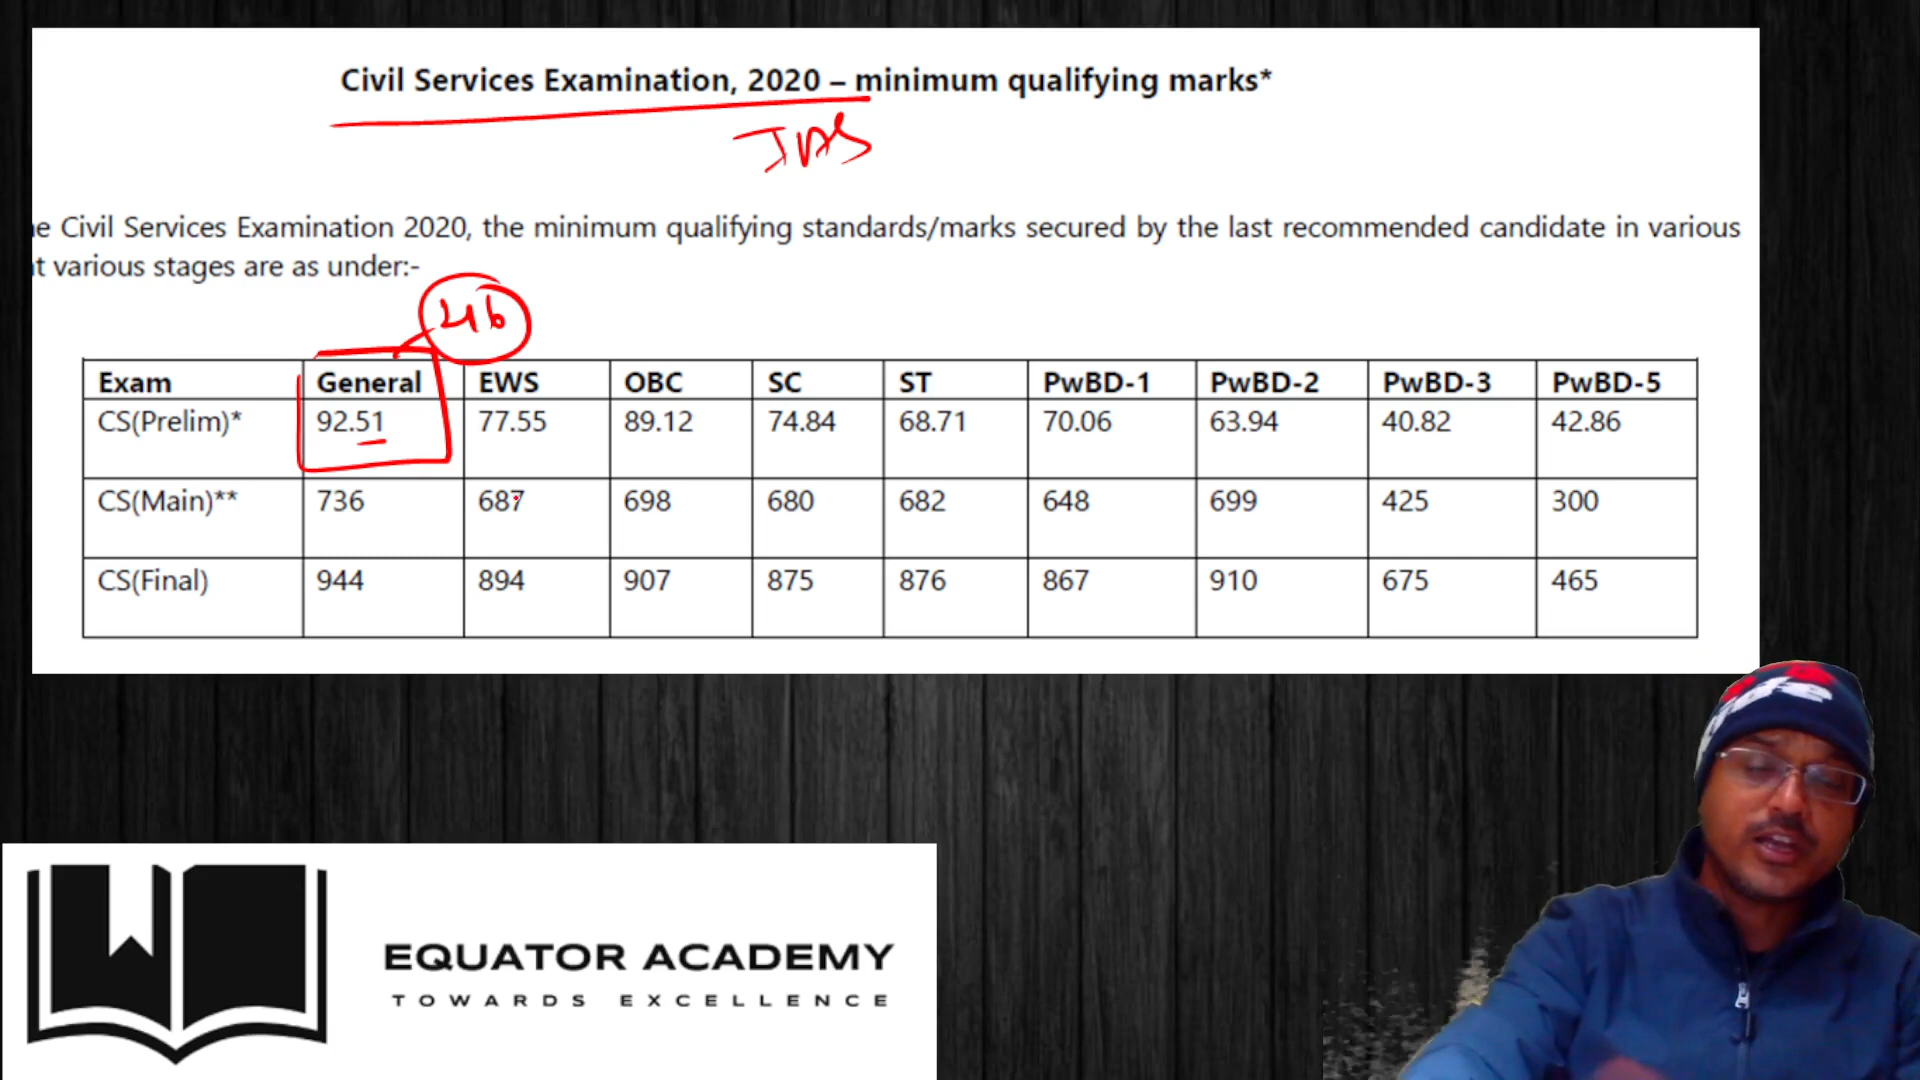 Civil Services Examination, 2020 – minimum qualifying marks*
IAS
e Civil Services Examination 2020, the minimum qualifying standards/marks secured by the last recommended candidate in various
t various stages are as under:-
Exam General EWS OBC SC ST PwBD-1 PwBD-2 PwBD-3 PwBD-5
CS(Prelim)* 92.51 77.55 89.12 74.84 68.71 70.06 63.94 40.82 42.86
CS(Main)** 736 687 698 680 682 648 699 425 300
CS(Final) 944 894 907 875 876 867 910 675 465
EQUATOR ACADEMY
TOWARDS EXCELLENCE